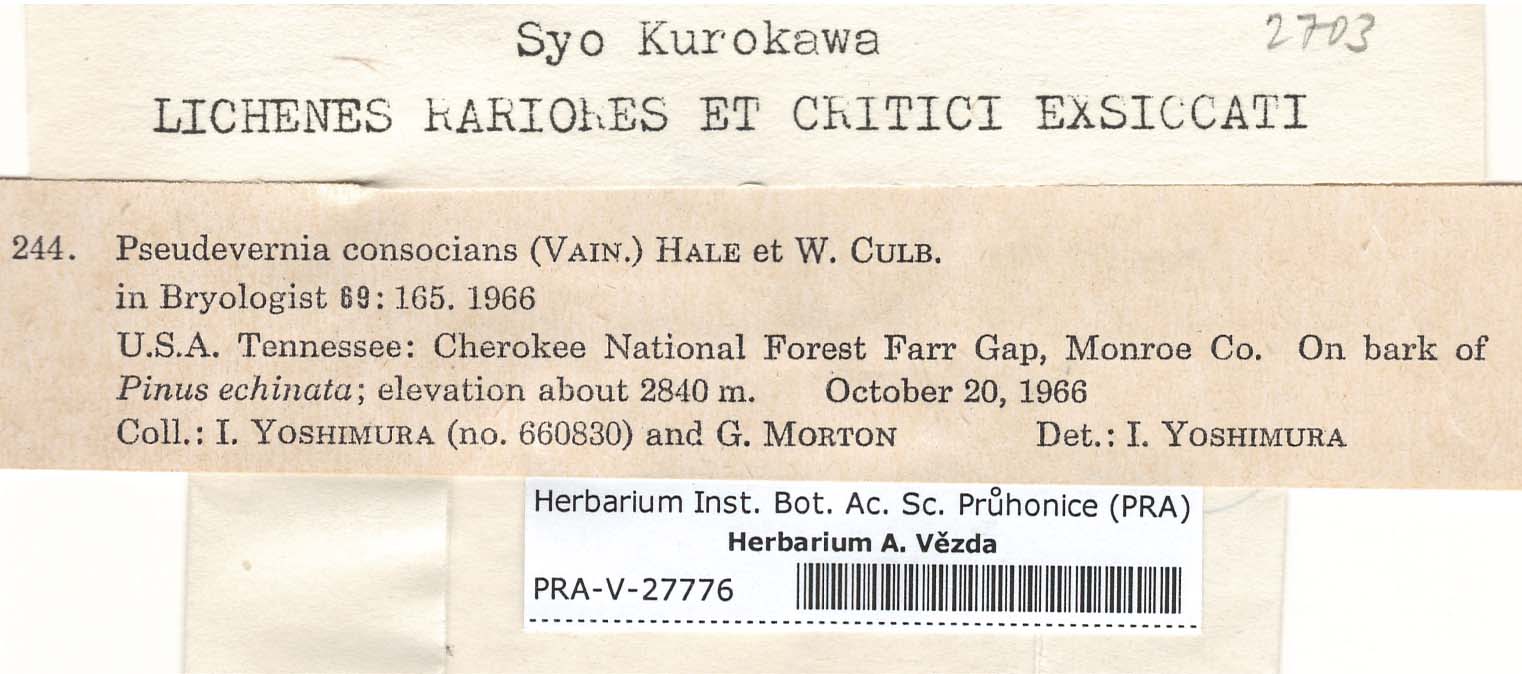 Syo Kurokawa
2703
LICHENES RARIORES ET CRITICI EXSICCATI
244. Pseudevernia consocians (VAIN.) HALE et W. CULB.
in Bryologist 69: 165. 1966
U.S.A. Tennessee: Cherokee National Forest Farr Gap, Monroe Co. On bark of
Pinus echinata; elevation about 2840 m. October 20, 1966
Coll.: I. YOSHIMURA (no. 660830) and G. MORTON Det.: I. YOSHIMURA
Herbarium Inst. Bot. Ac. Sc. Průhonice (PRA)
Herbarium A. Vězda
PRA-V-27776